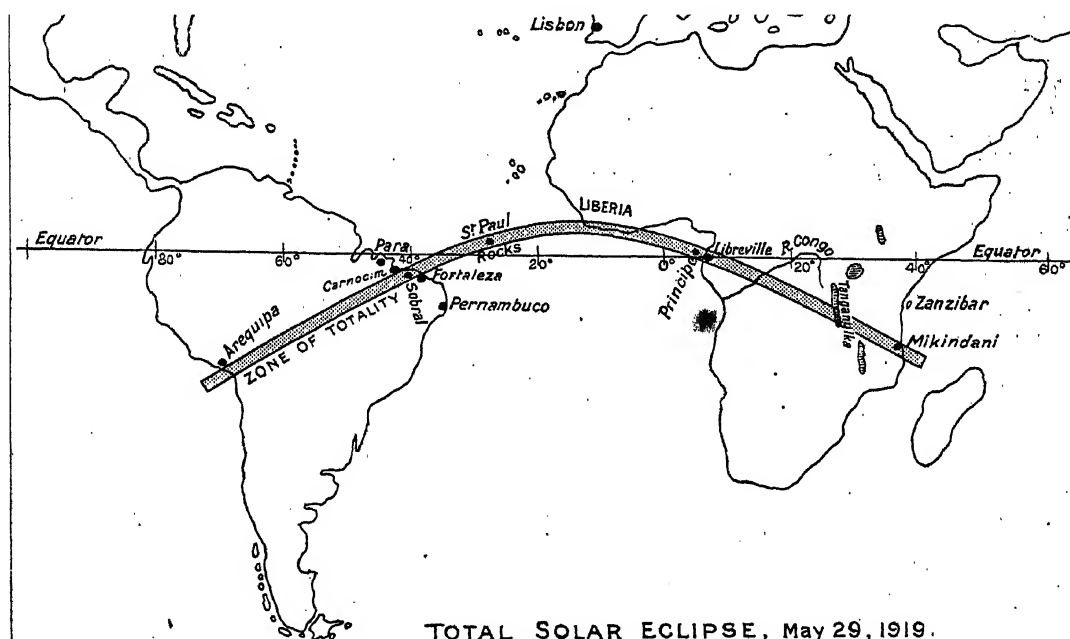 Lisbon
LIBERIA
St Paul
Rocks
Equator
Para
Carnocim
Fortaleza
Sobral
Pernambuco
Arequipa
ZONE OF TOTALITY
Principe
Libreville
R. Congo
Tanganyika
Equator
Zanzibar
Mikindani
80°
60°
40°
20°
0°
20°
40°
60°
TOTAL SOLAR ECLIPSE, May 29, 1919.